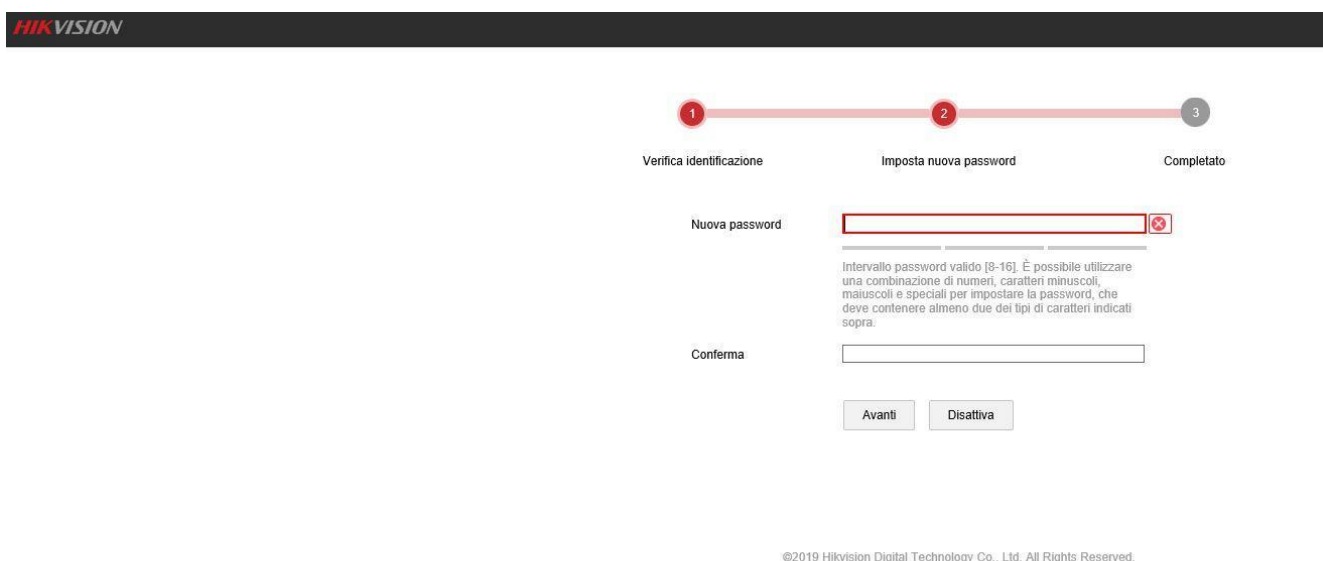 HIKVISION
1 2 3
Verifica identificazione Imposta nuova password Completato
Nuova password
Intervallo password valido [8-16]. È possibile utilizzare
una combinazione di numeri, caratteri minuscoli,
maiuscoli e speciali per impostare la password, che
deve contenere almeno due dei tipi di caratteri indicati
sopra.
Conferma
Avanti Disattiva
©2019 Hikvision Digital Technology Co., Ltd. All Rights Reserved.